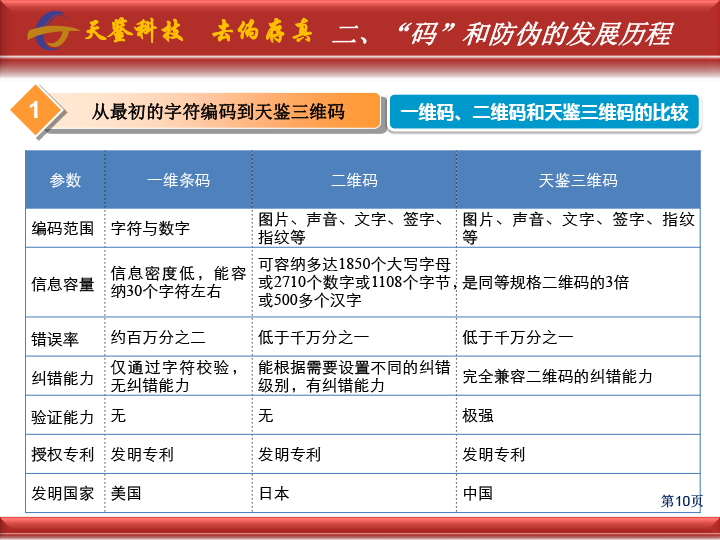 天鉴科技 去伪存真 二、“码”和防伪的发展历程
1 从最初的字符编码到天鉴三维码
一维码、二维码和天鉴三维码的比较
参数 一维条码 二维码 天鉴三维码
编码范围 字符与数字 图片、声音、文字、签字、 图片、声音、文字、签字、指纹
指纹等 等
信息容量 信息密度低，能容 可容纳多达1850个大写字母 是同等规格二维码的3倍
纳30个字符左右 或2710个数字或1108个字节，
或500多个汉字
错误率 约百万分之二 低于千万分之一 低于千万分之一
纠错能力 仅通过字符校验， 能根据需要设置不同的纠错 完全兼容二维码的纠错能力
无纠错能力 级别，有纠错能力
验证能力 无 无 极强
授权专利 发明专利 发明专利 发明专利
发明国家 美国 日本 中国
第10页